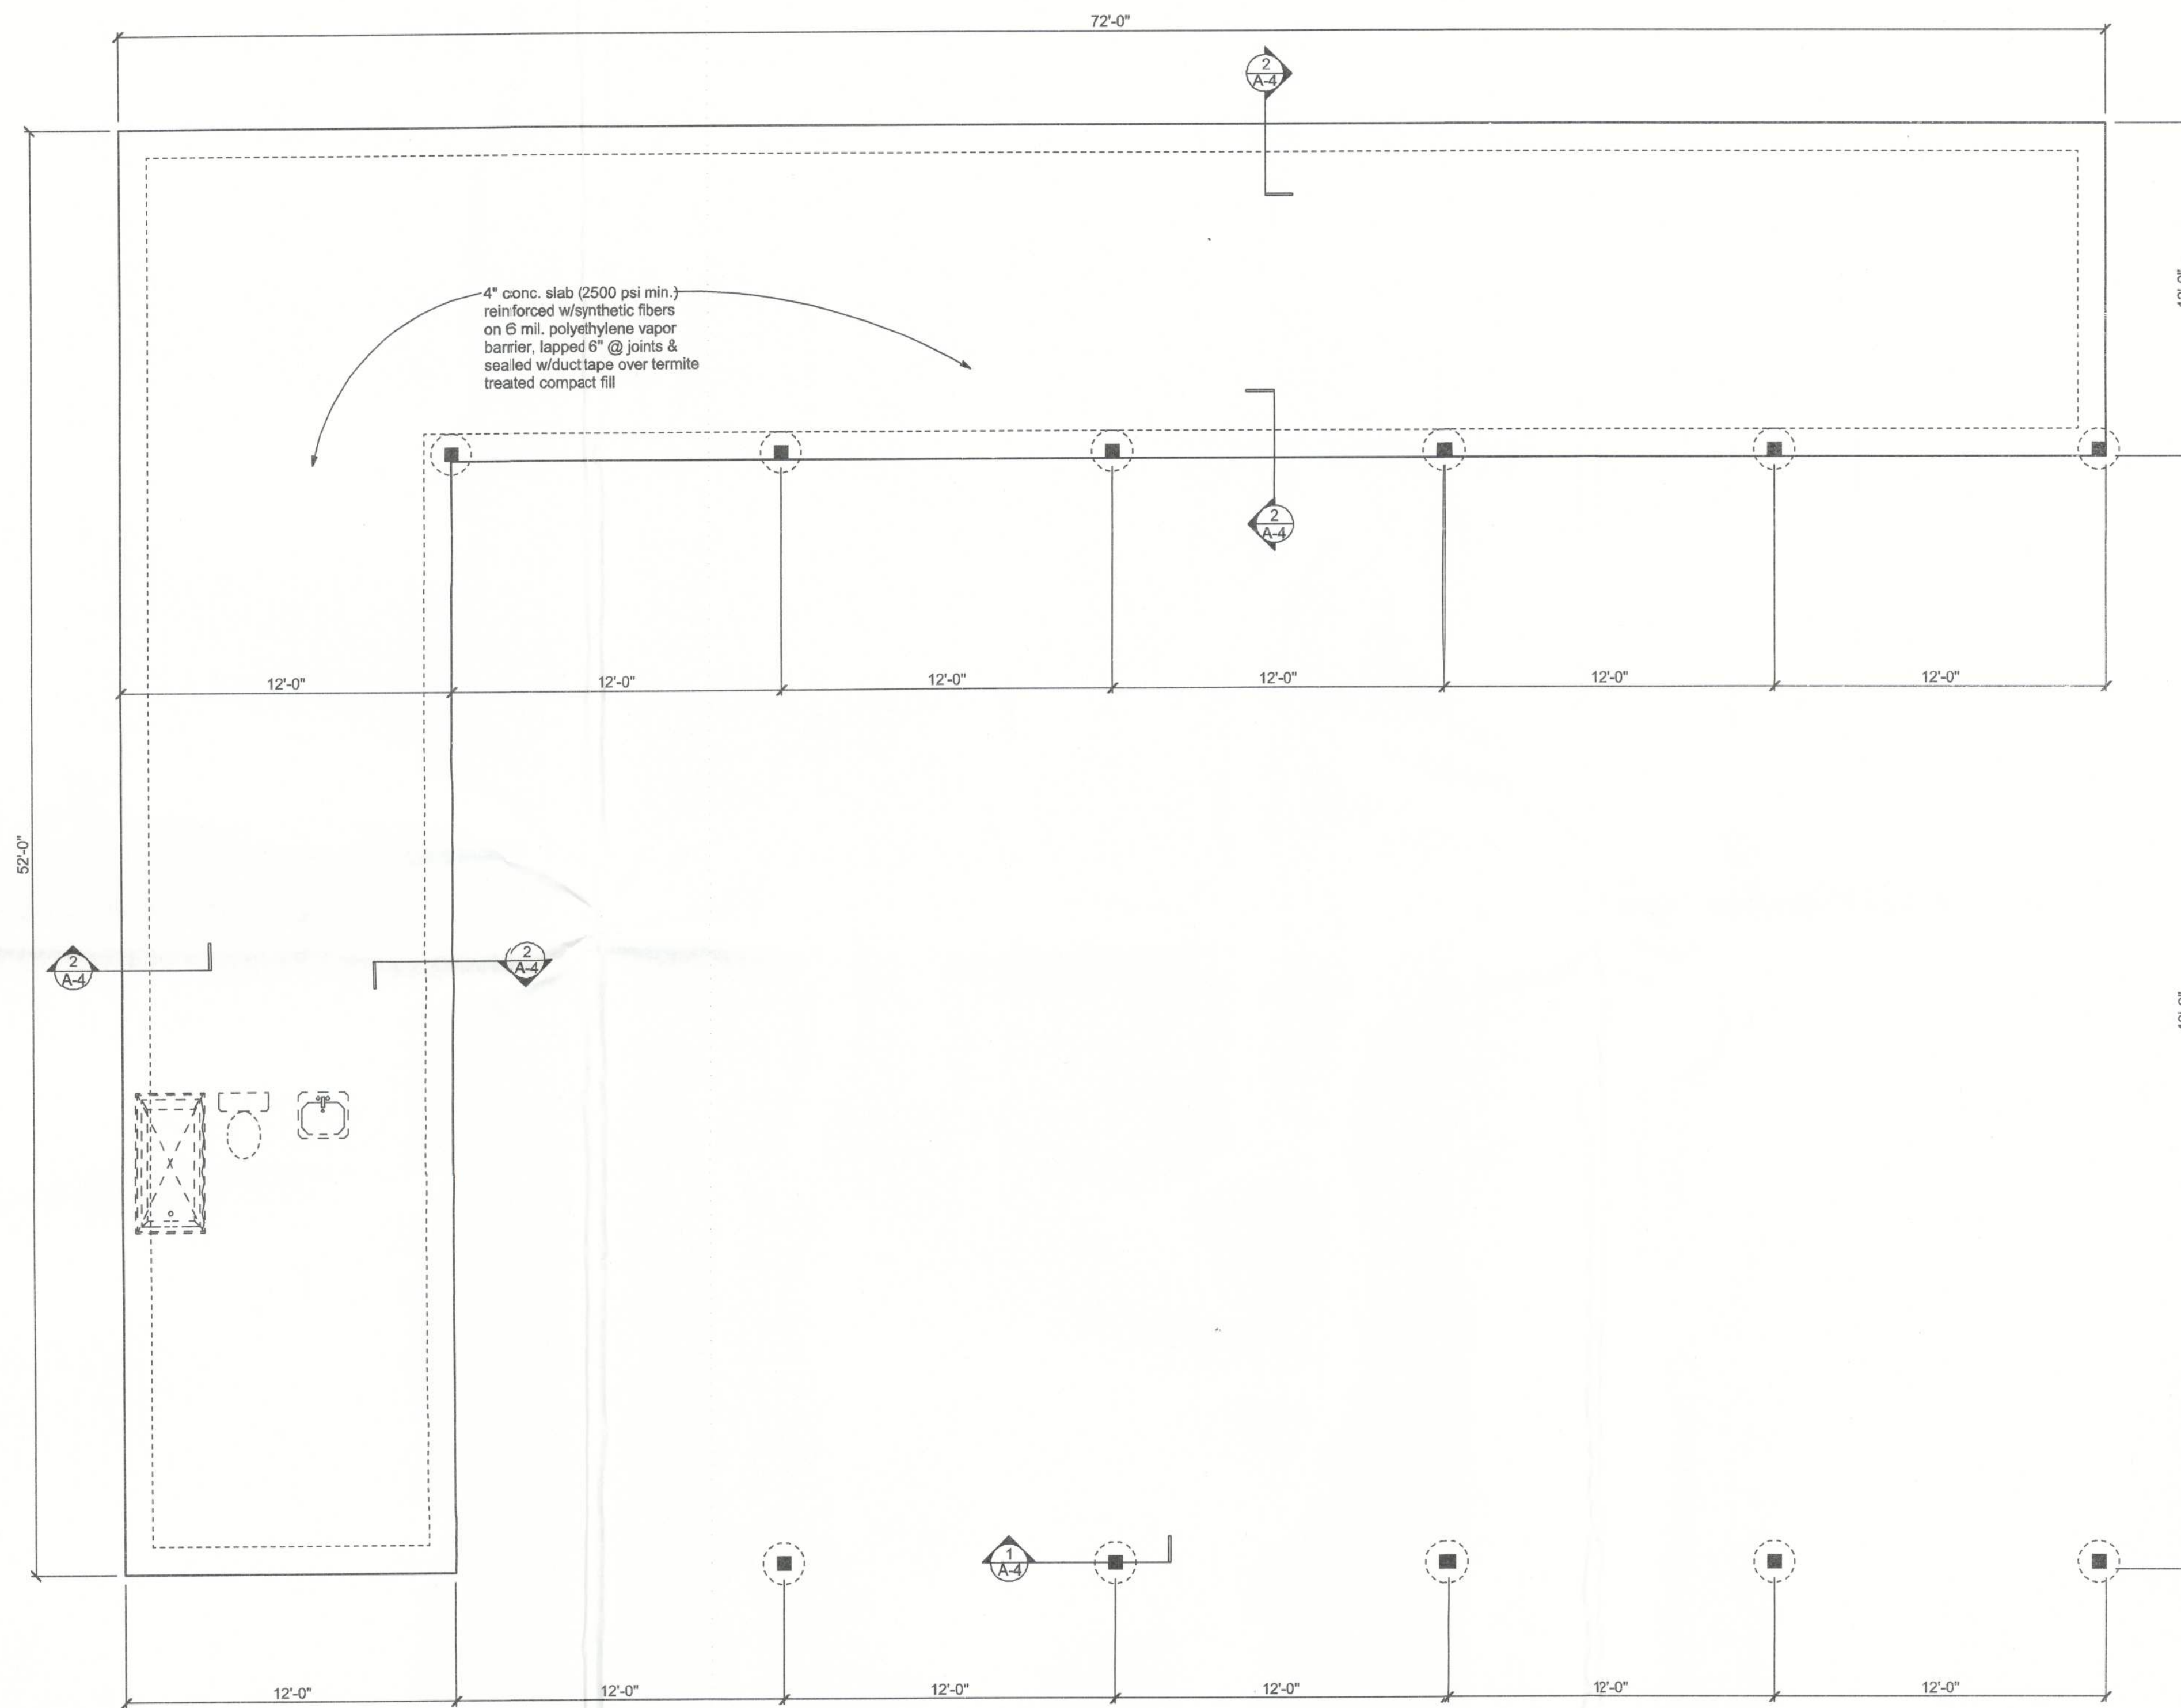 72'-0"
2
A-4
4" conc. slab (2500 psi min.)
reinforced w/synthetic fibers
on 6 mil. polyethylene vapor
barrier, lapped 6" @ joints &
sealed w/duct tape over termite
treated compact fill
2
A-4
12'-0"
12'-0"
12'-0"
12'-0"
12'-0"
12'-0"
52'-0"
2
A-4
2
A-4
1
A-4
12'-0"
12'-0"
12'-0"
12'-0"
12'-0"
12'-0"